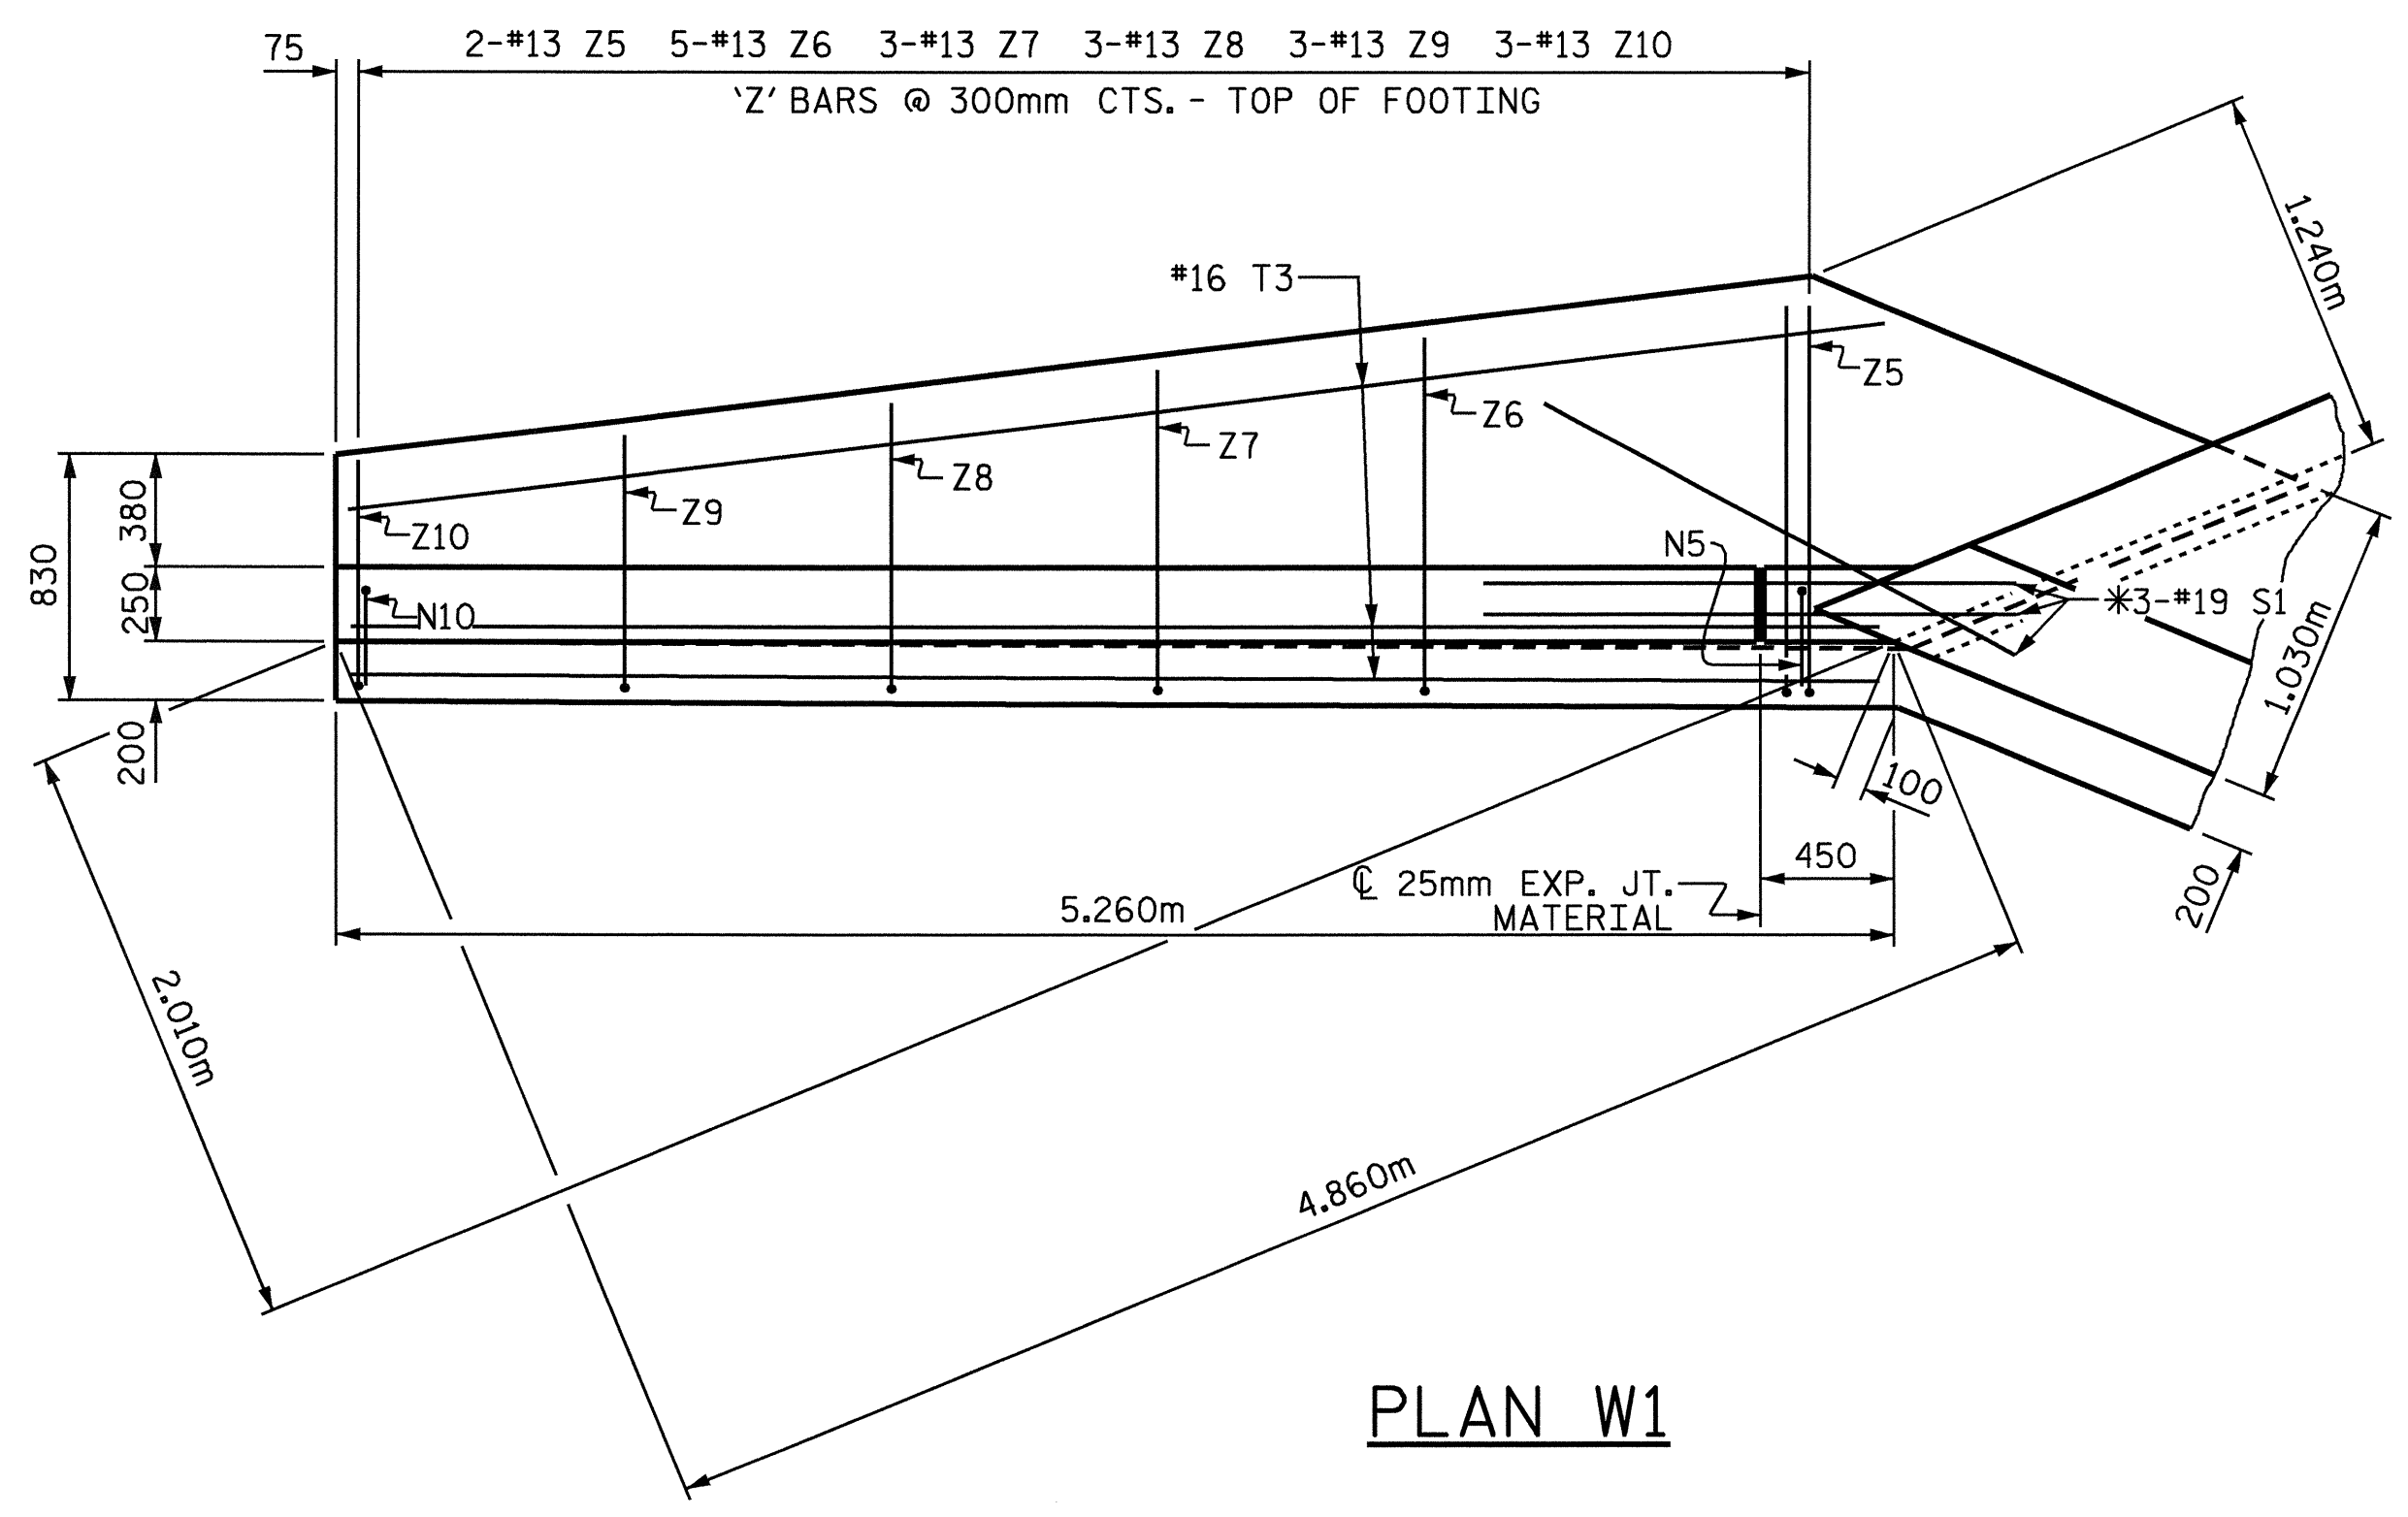 75
2-#13 Z5 5-#13 Z6 3-#13 Z7 3-#13 Z8 3-#13 Z9 3-#13 Z10
'Z' BARS @ 300mm CTS. - TOP OF FOOTING
1.240m
#16 T3
Z5
Z6
Z7
Z8
Z9
Z10
380
830
250
N10
N5
*3-#19 S1
1.030m
200
100
450
℄ 25mm EXP. JT.
MATERIAL
5.260m
200
2.010m
4.860m
PLAN W1